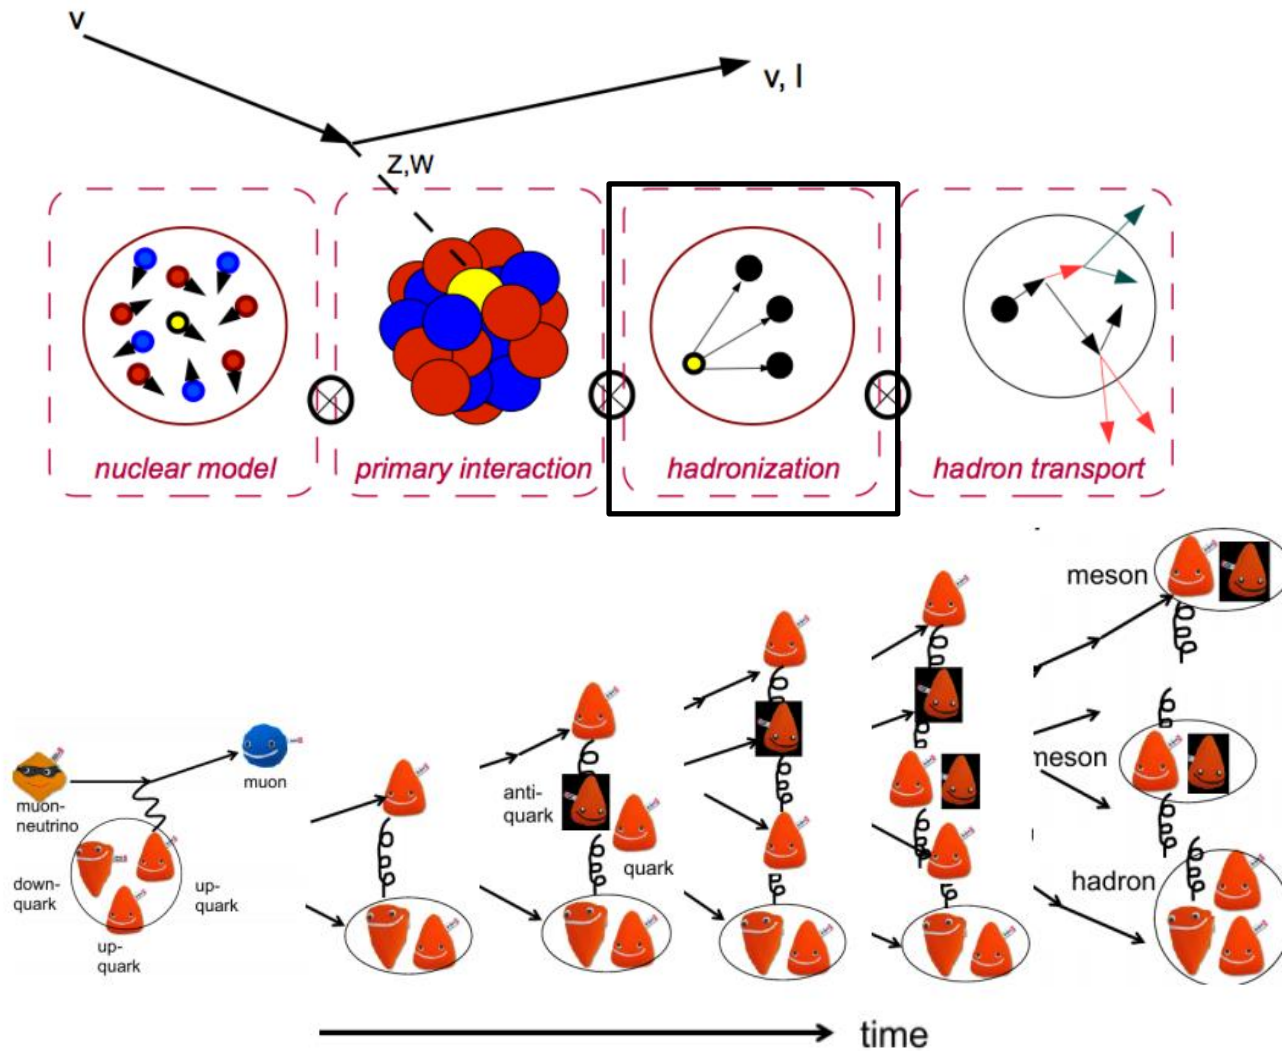 v
v, l
Z,W
nuclear model
primary interaction
hadronization
hadron transport
muon-
neutrino
muon
down-
quark
up-
quark
up-
quark
anti-
quark
quark
meson
meson
hadron
time